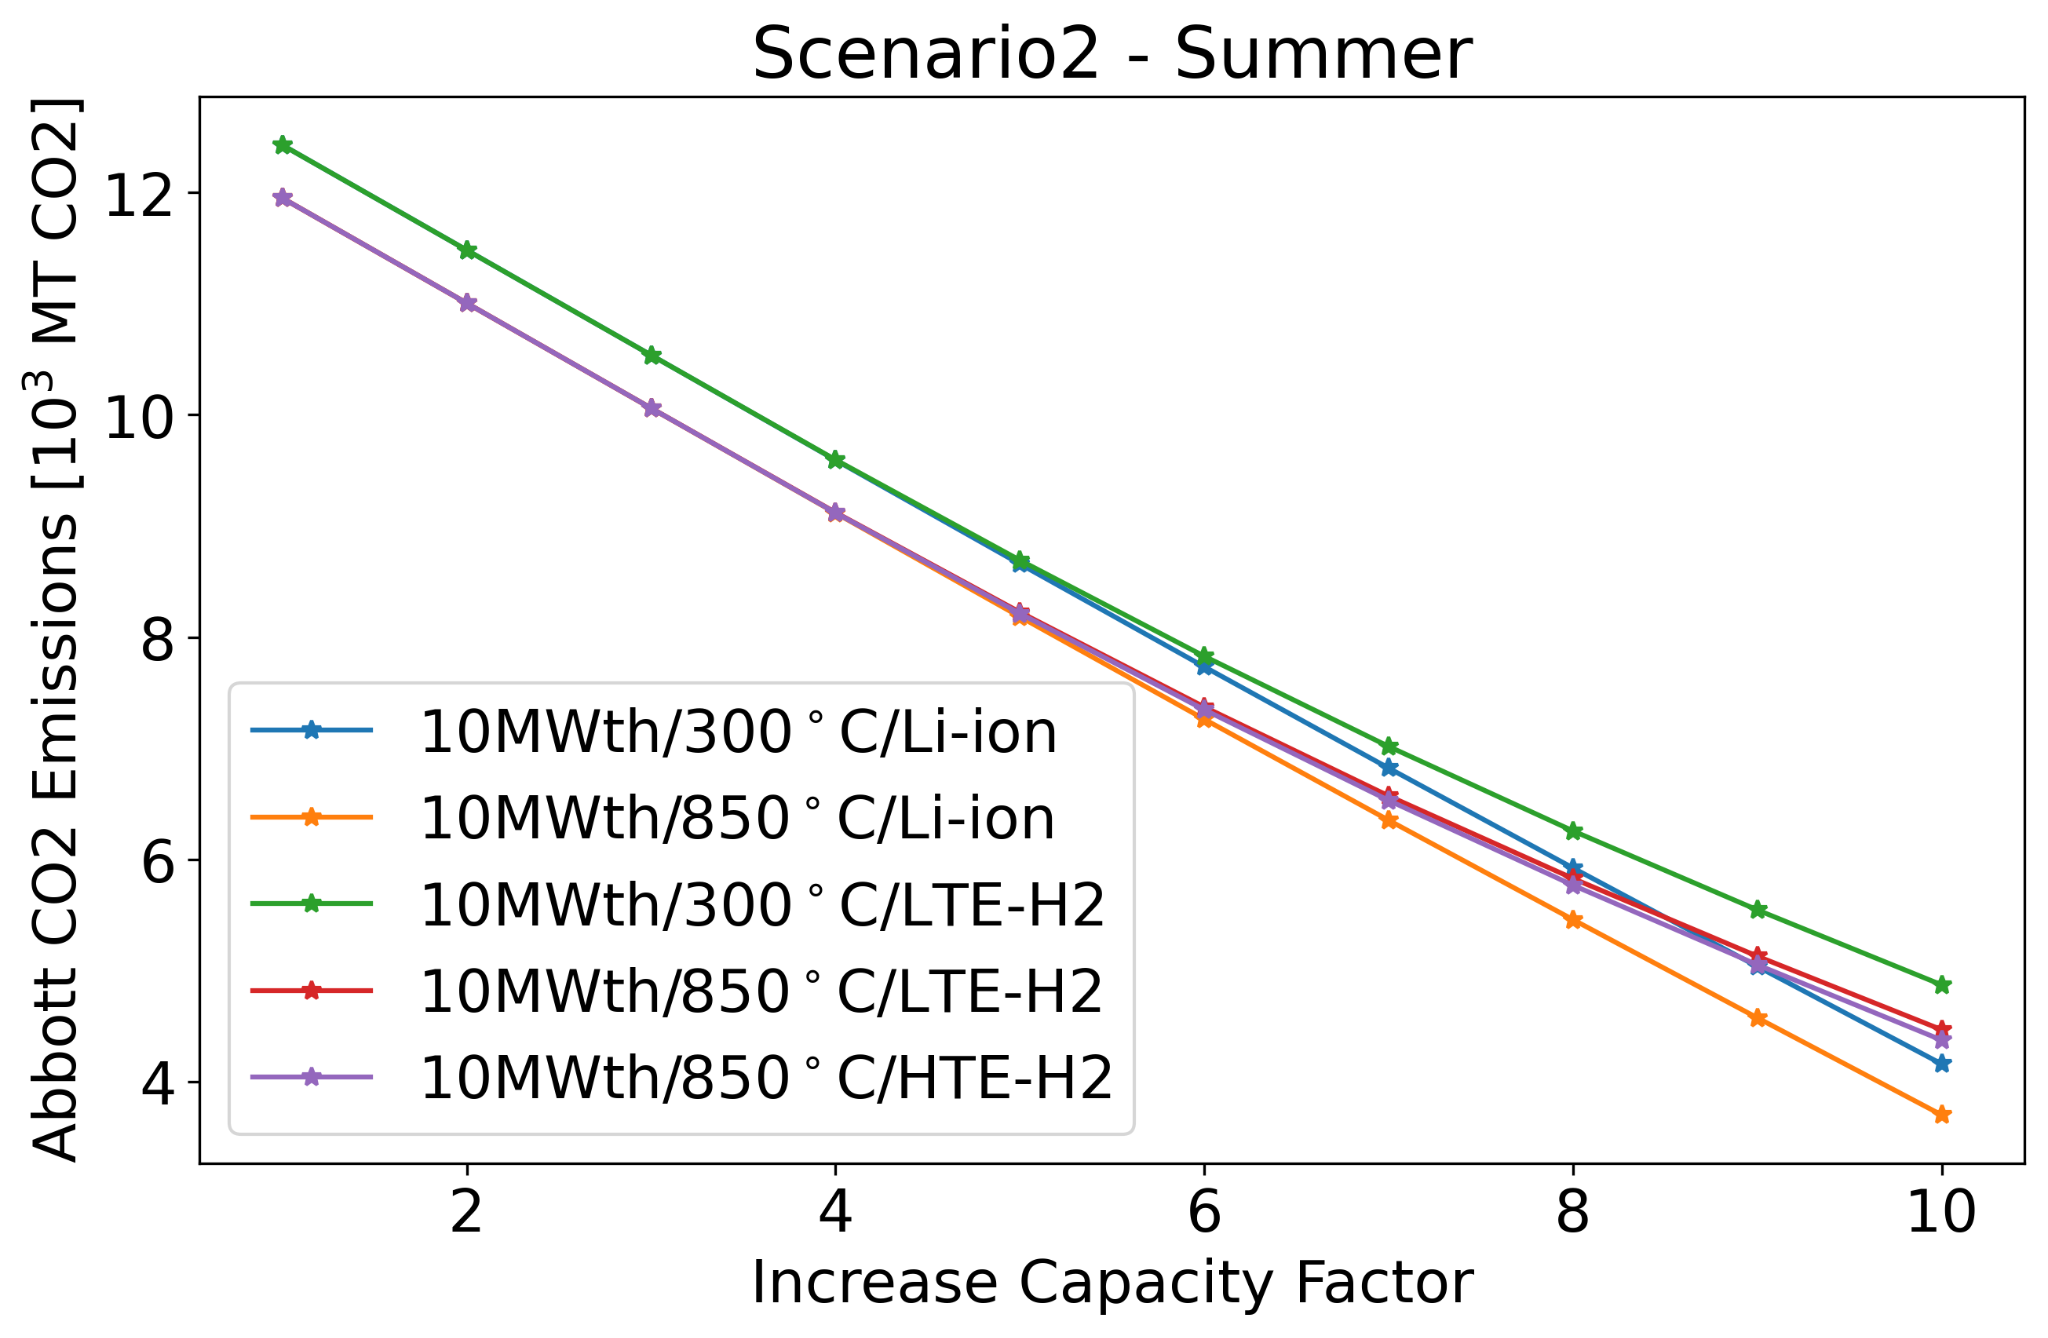 Scenario2 - Summer
Abbott CO2 Emissions [10³ MT CO2]
12
10
8
6
4
10MWth/300°C/Li-ion
10MWth/850°C/Li-ion
10MWth/300°C/LTE-H2
10MWth/850°C/LTE-H2
10MWth/850°C/HTE-H2
2 4 6 8 10
Increase Capacity Factor